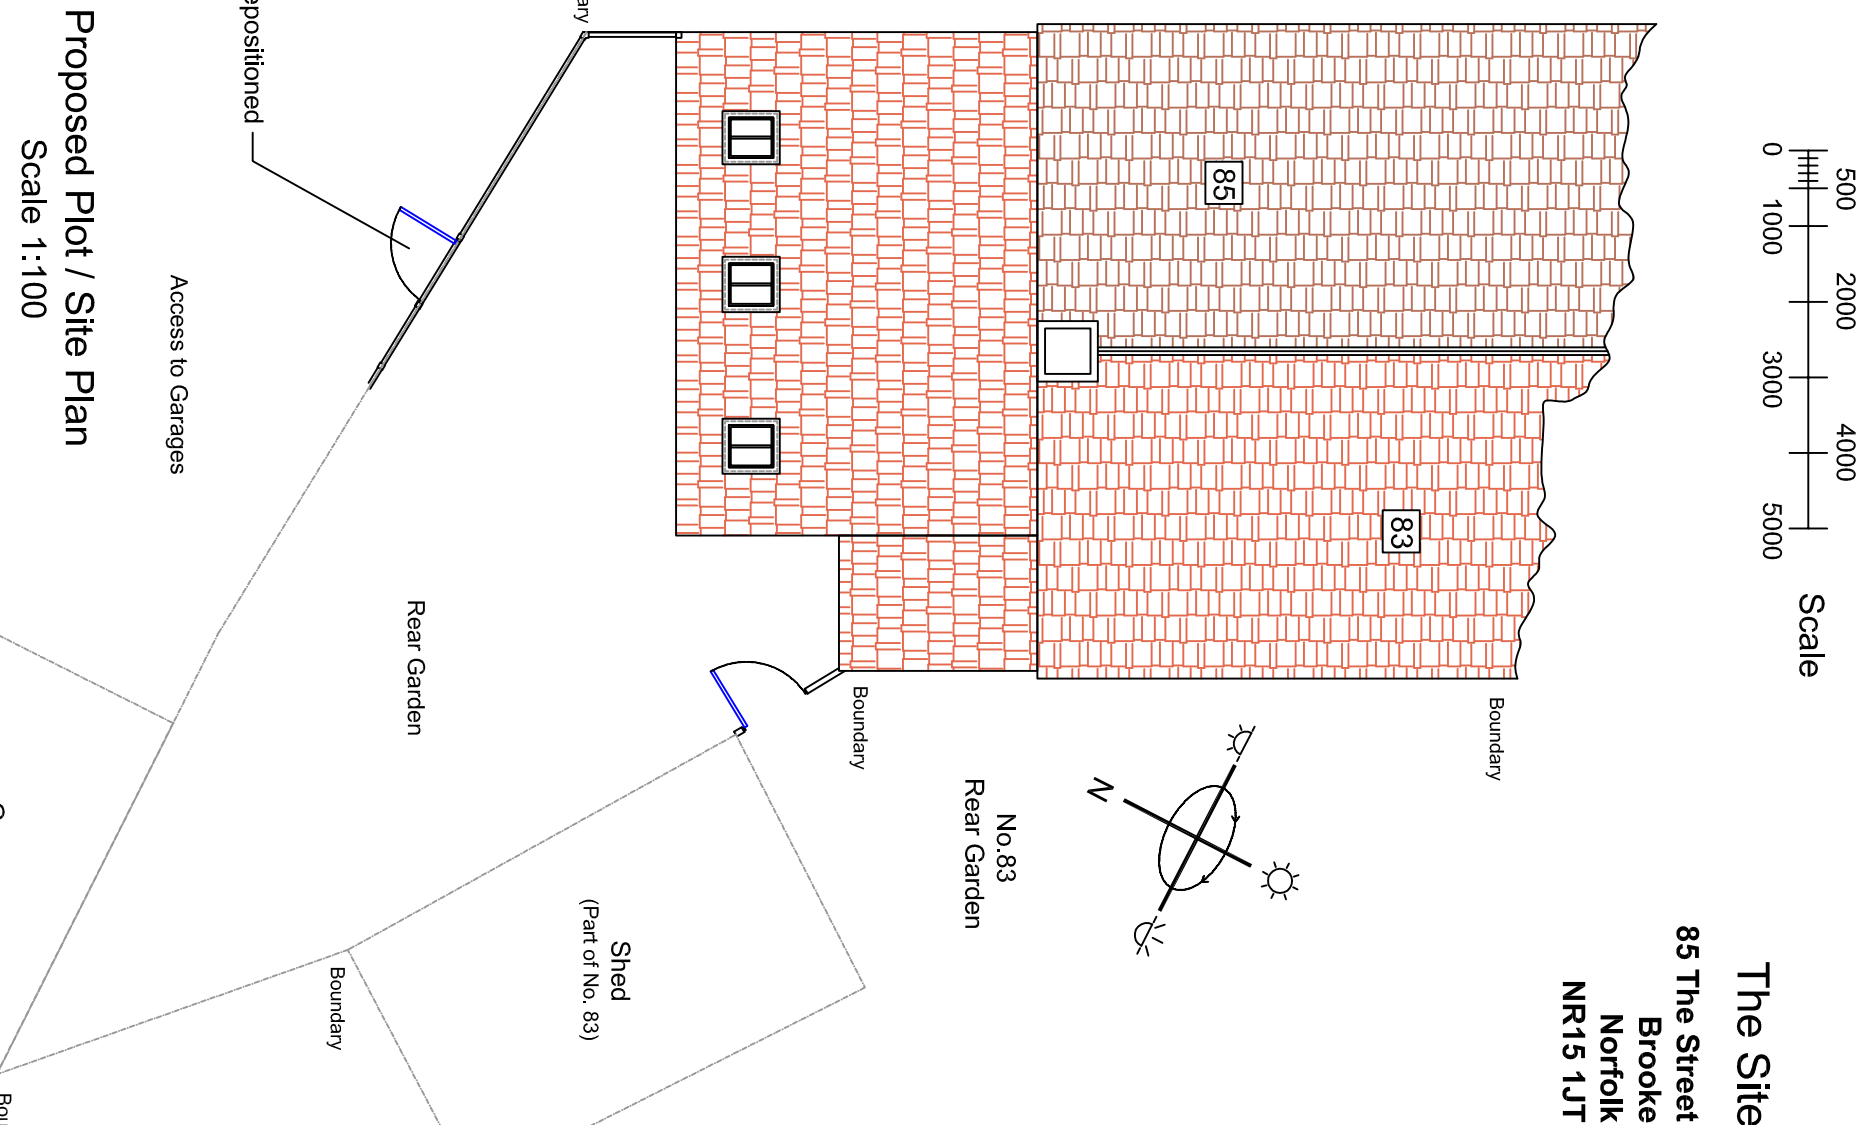 The Site
85 The Street
Brooke
Norfolk
NR15 1JT
Scale
0
500
1000
2000
3000
4000
5000
85
83
Boundary
No.83
Rear Garden
N
Boundary
Shed
(Part of No. 83)
Rear Garden
Boundary
Access to Garages
Proposed Plot / Site Plan
Scale 1:100